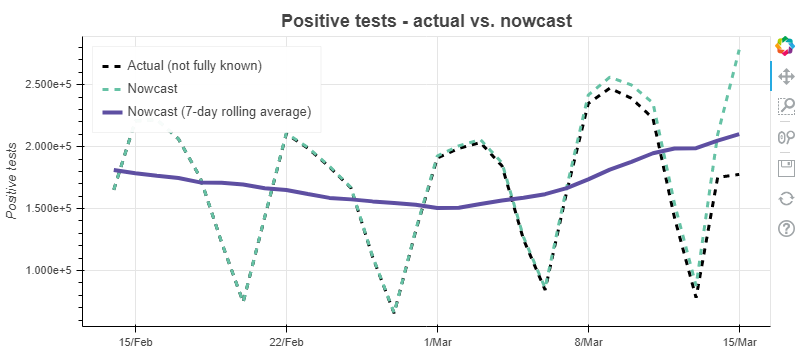 Positive tests - actual vs. nowcast
Actual (not fully known)
Nowcast
Nowcast (7-day rolling average)
Positive tests
2.500e+5
2.000e+5
1.500e+5
1.000e+5
15/Feb
22/Feb
1/Mar
8/Mar
15/Mar